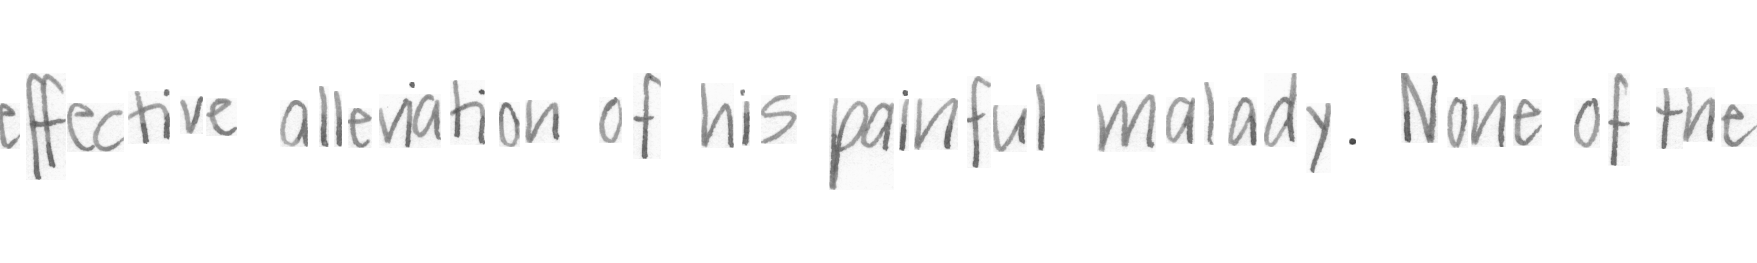 effective alleviation of his painful malady. None of the